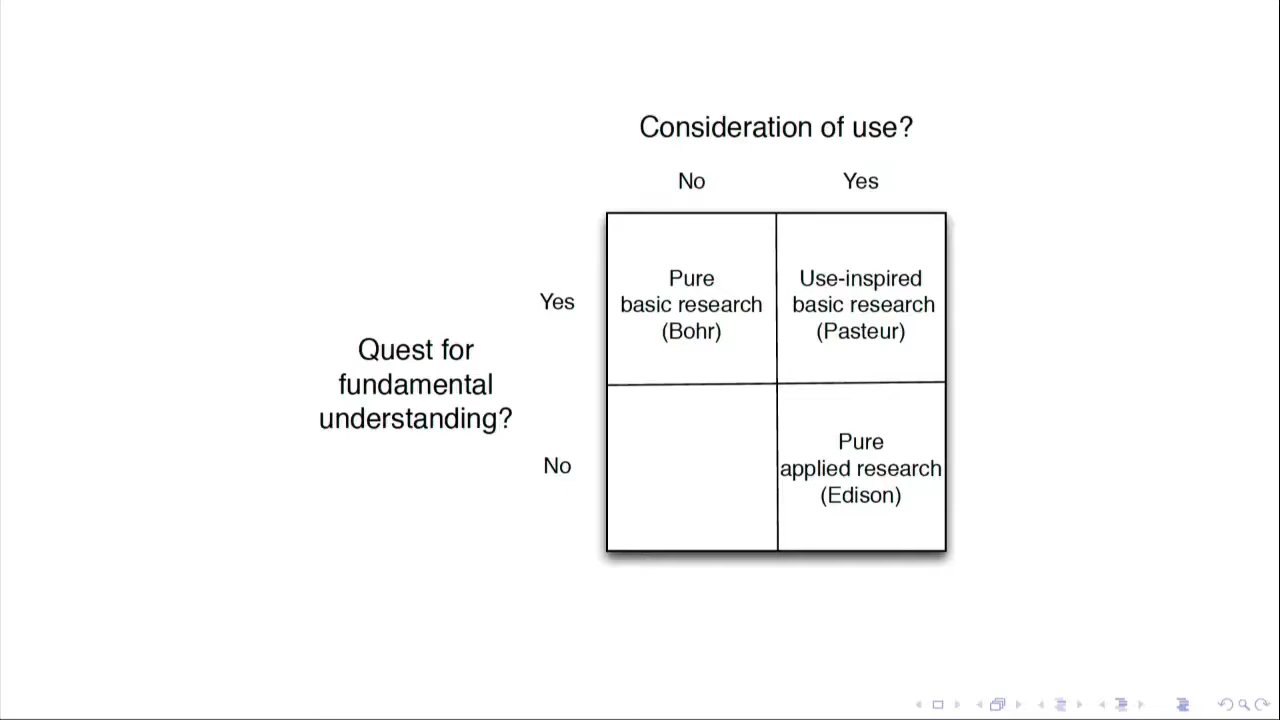 Consideration of use?
No
Yes
Quest for
fundamental
understanding?
Yes
Pure
basic research
(Bohr)
Use-inspired
basic research
(Pasteur)
No
Pure
applied research
(Edison)